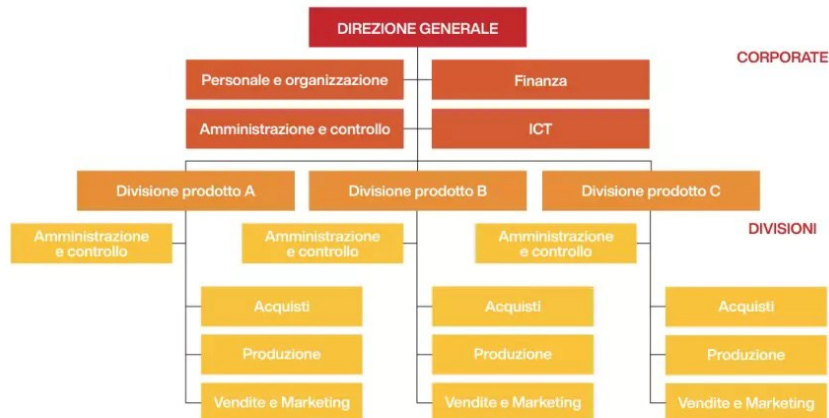 DIREZIONE GENERALE
CORPORATE
Personale e organizzazione
Finanza
Amministrazione e controllo
ICT
Divisione prodotto A
Divisione prodotto B
Divisione prodotto C
DIVISIONI
Amministrazione
e controllo
Amministrazione
e controllo
Amministrazione
e controllo
Acquisti
Acquisti
Acquisti
Produzione
Produzione
Produzione
Vendite e Marketing
Vendite e Marketing
Vendite e Marketing